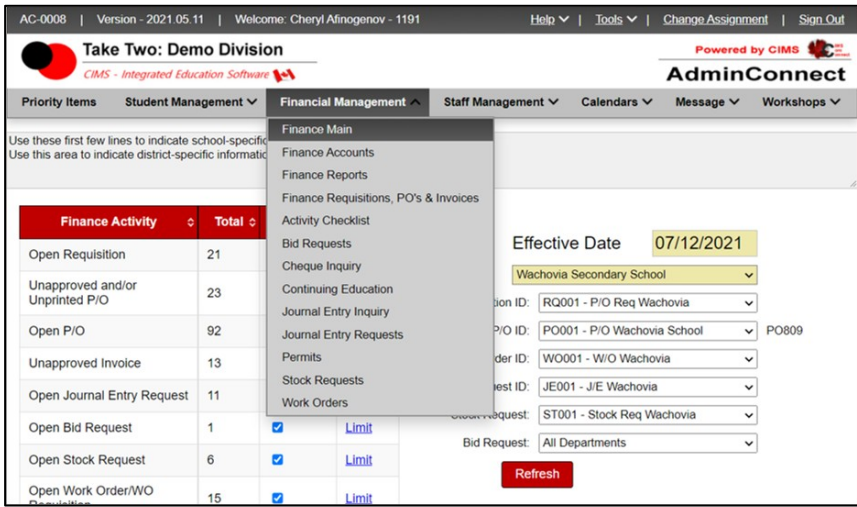 AC-0008 | Version - 2021.05.11 | Welcome: Cheryl Afinogenov - 1191 Help | Tools | Change Assignment | Sign Out
Take Two: Demo Division
CIMS - Integrated Education Software
Powered by CIMS
AdminConnect
Priority Items Student Management Financial Management Staff Management Calendars Message Workshops
Use these first few lines to indicate school-specific
Use this area to indicate district-specific
Finance Main
Finance Accounts
Finance Reports
Finance Requisitions, PO's & Invoices
Activity Checklist
Bid Requests
Cheque Inquiry
Continuing Education
Journal Entry Inquiry
Journal Entry Requests
Permits
Stock Requests
Work Orders
Finance Activity Total
Open Requisition 21
Unapproved and/or
Unprinted P/O 23
Open P/O 92
Unapproved Invoice 13
Open Journal Entry Request 11
Open Bid Request 1 Limit
Open Stock Request 6 Limit
Open Work Order/WO
15 Limit
Effective Date 07/12/2021
Wachovia Secondary School
ID: RQ001 - P/O Req Wachovia
P/O ID: PO001 - P/O Wachovia School PO809
ID: WO001 - W/O Wachovia
ID: JE001 - J/E Wachovia
Request: ST001 - Stock Req Wachovia
Bid Request: All Departments
Refresh